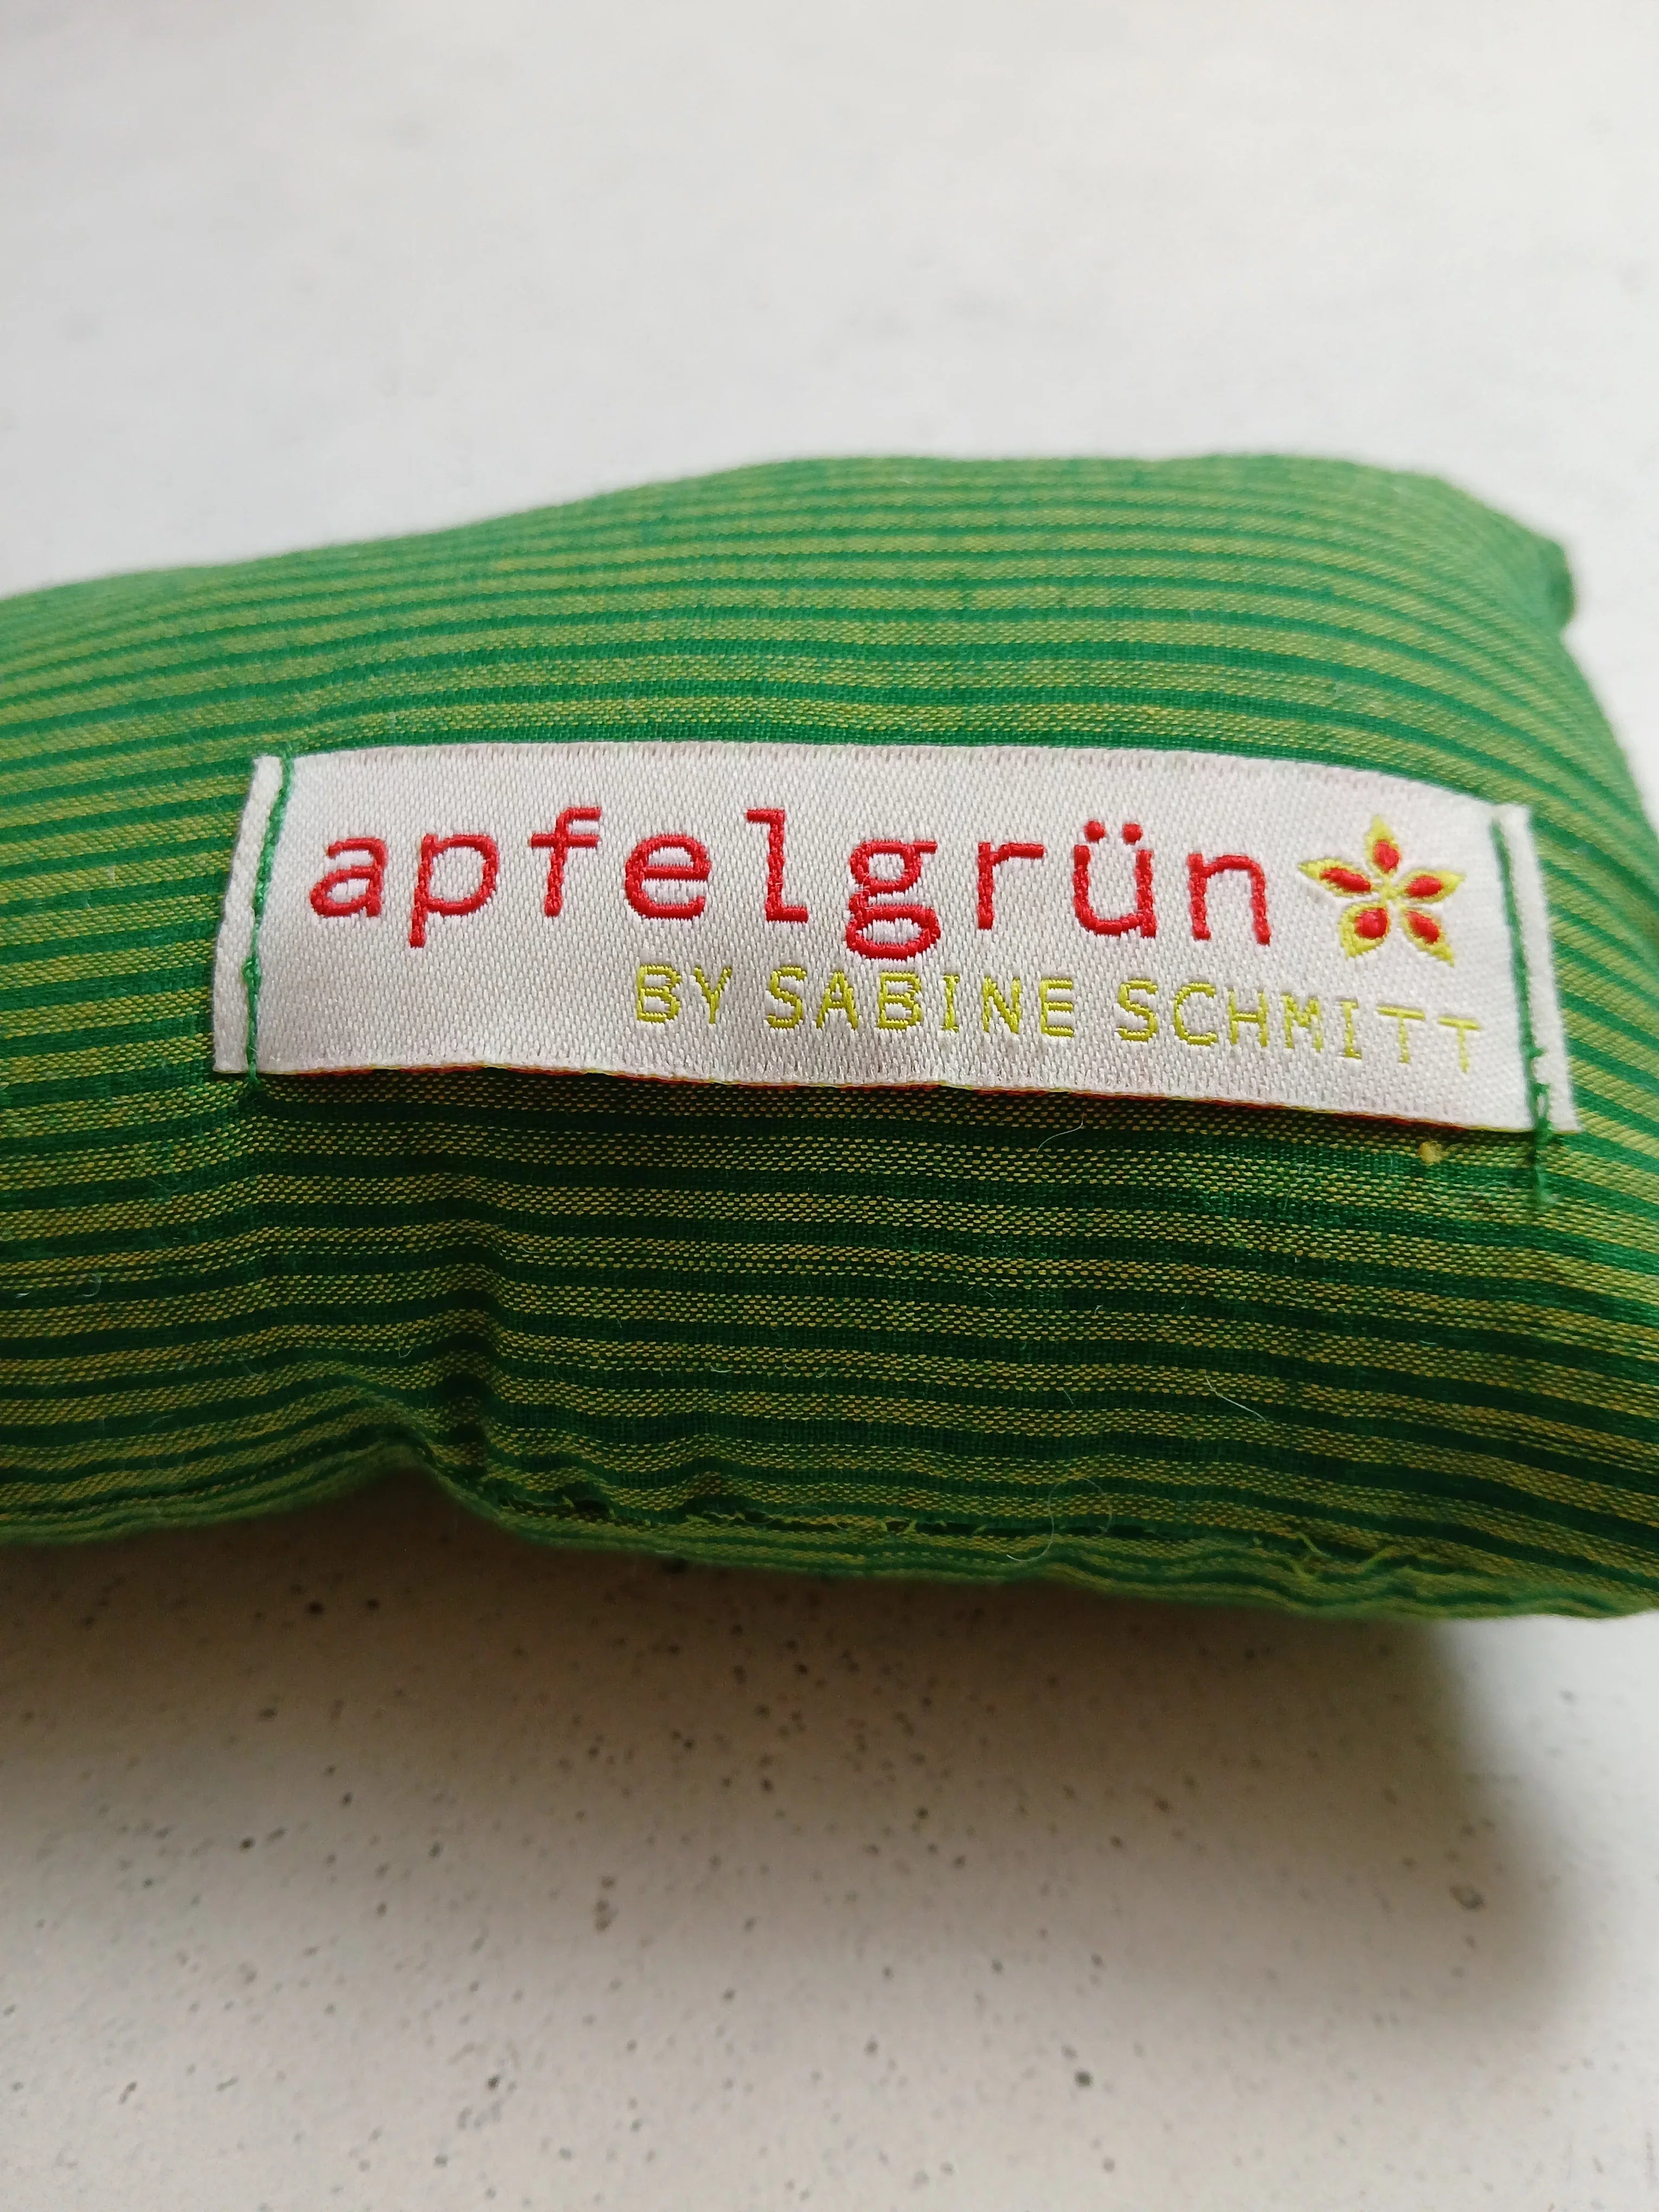 apfelgrün
BY SABINE SCHMITT